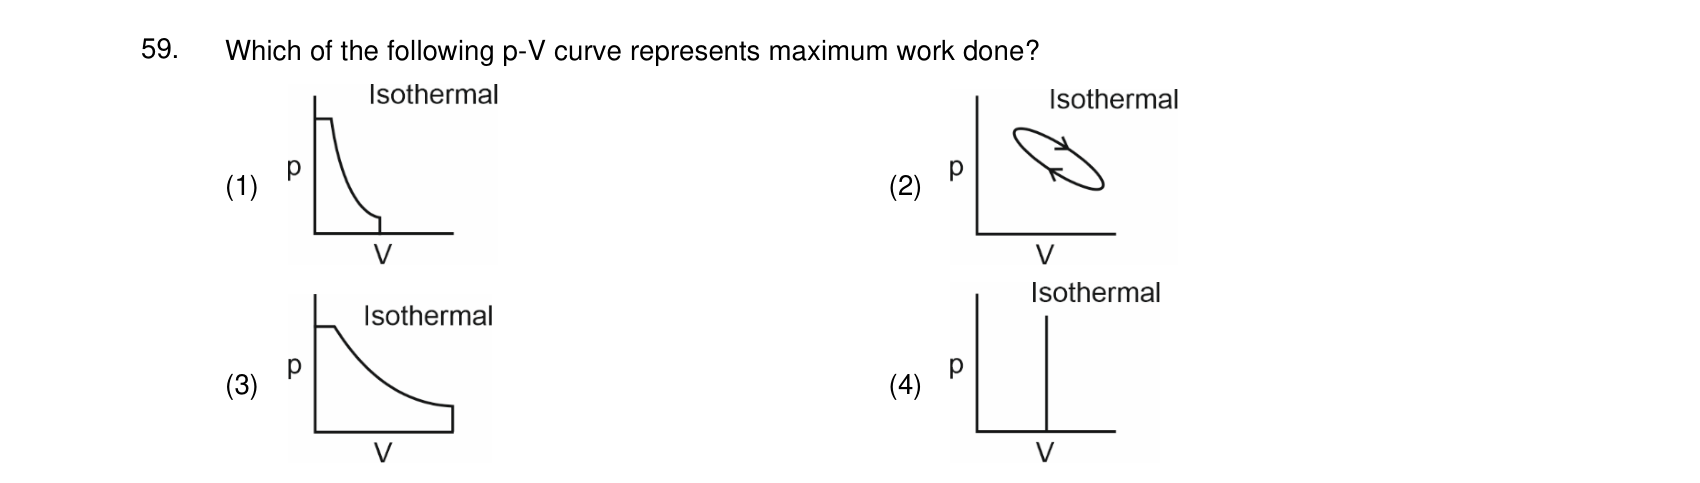 59. Which of the following p-V curve represents maximum work done?
(1) p Isothermal V
(2) p Isothermal V
(3) p Isothermal V
(4) p Isothermal V